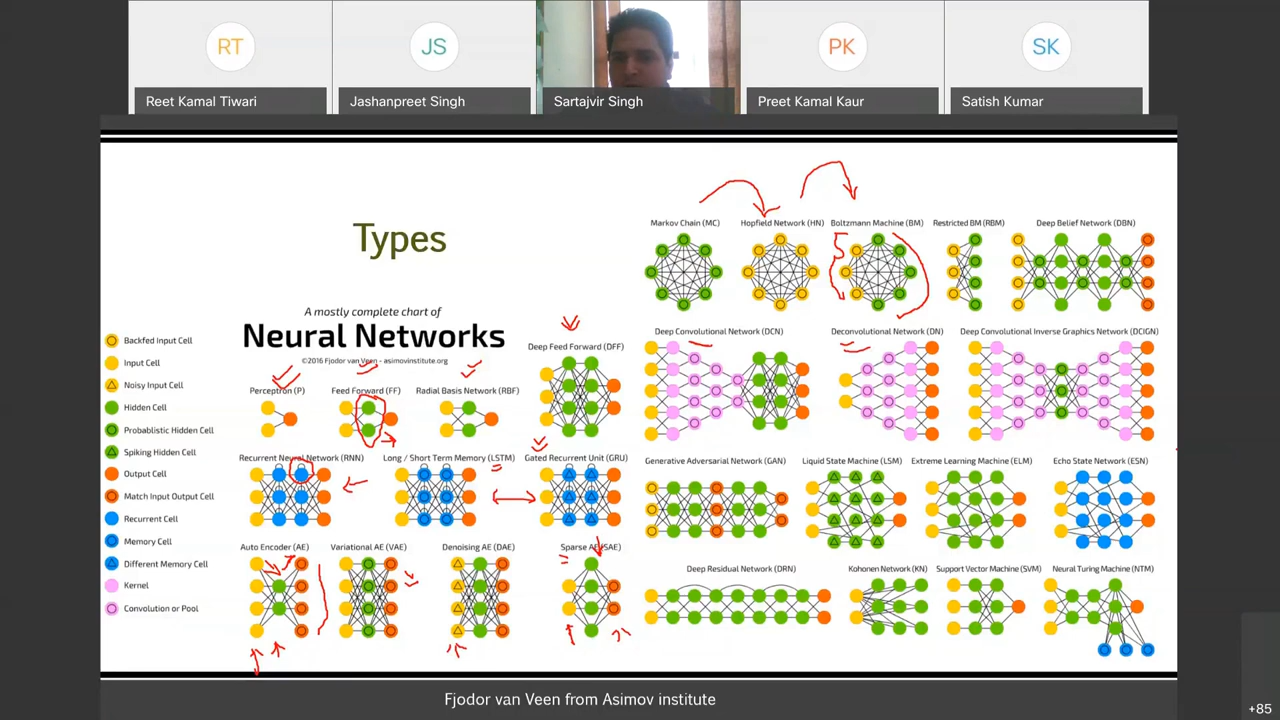 RT
JS
PK
SK
Reet Kamal Tiwari
Jashanpreet Singh
Sartajvir Singh
Preet Kamal Kaur
Satish Kumar
Types
A mostly complete chart of
Neural Networks
©2016 Fjodor van Veen - asimovinstitute.org
Backfed Input Cell
Input Cell
Noisy Input Cell
Hidden Cell
Probablistic Hidden Cell
Spiking Hidden Cell
Output Cell
Match Input Output Cell
Recurrent Cell
Memory Cell
Different Memory Cell
Kernel
Convolution or Pool
Deep Feed Forward (DFF)
Perceptron (P)
Feed Forward (FF)
Radial Basis Network (RBF)
Recurrent Neural Network (RNN)
Long / Short Term Memory (LSTM)
Gated Recurrent Unit (GRU)
Auto Encoder (AE)
Variational AE (VAE)
Denoising AE (DAE)
Sparse AE (SAE)
Markov Chain (MC)
Hopfield Network (HN)
Boltzmann Machine (BM)
Restricted BM (RBM)
Deep Belief Network (DBN)
Deep Convolutional Network (DCN)
Deconvolutional Network (DN)
Deep Convolutional Inverse Graphics Network (DCIGN)
Generative Adversarial Network (GAN)
Liquid State Machine (LSM)
Extreme Learning Machine (ELM)
Echo State Network (ESN)
Deep Residual Network (DRN)
Kohonen Network (KN)
Support Vector Machine (SVM)
Neural Turing Machine (NTM)
Fjodor van Veen from Asimov institute
+85